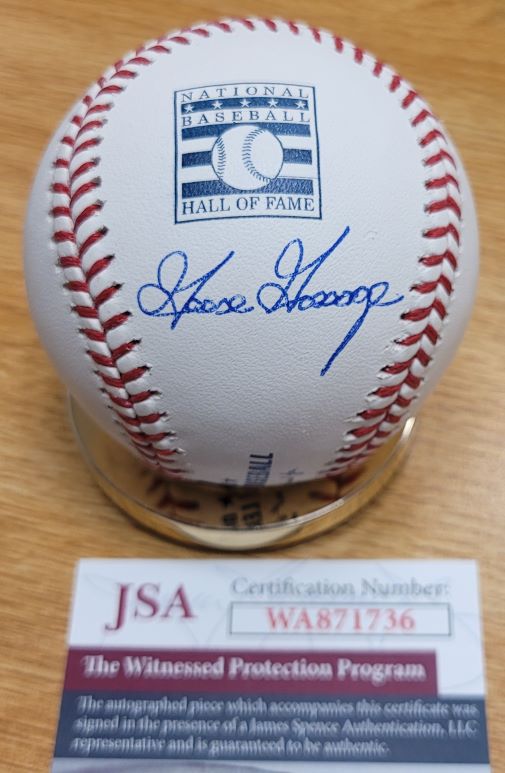 NATIONAL
BASEBALL
HALL OF FAME
Goose Gossage
BASEBALL
JSA
Certification Number:
WA871736
The Witnessed Protection Program
The autographed piece which accompanies this certificate was
signed in the presence of a James Spence Authentication, LLC
representative and is guaranteed to be authentic.